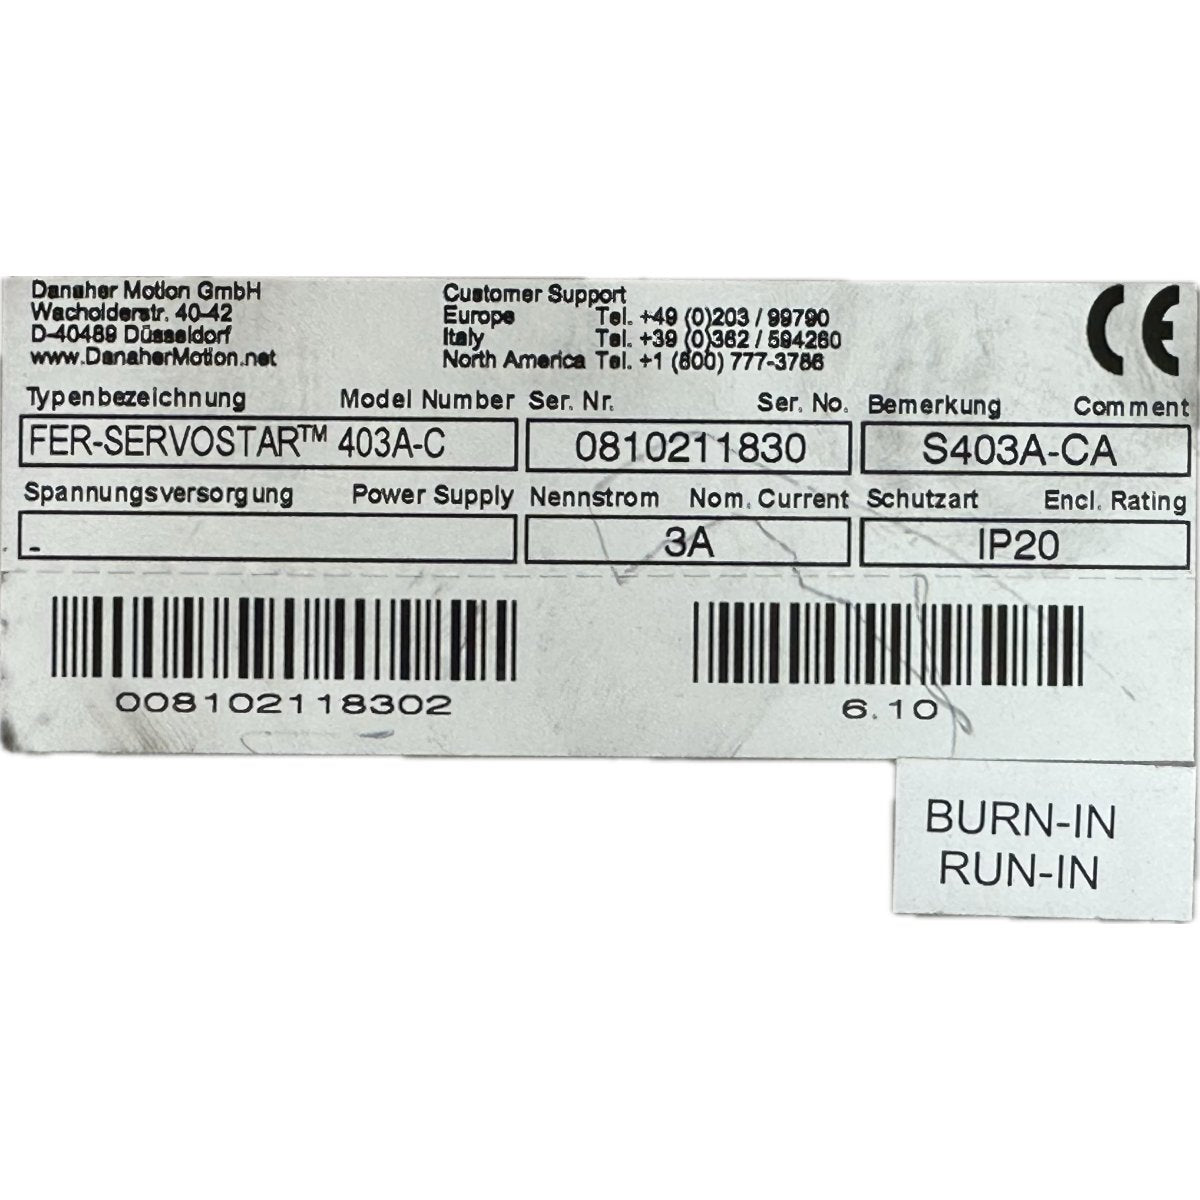 Danaher Motion GmbH
Wacholderstr. 40-42
D-40489 Düsseldorf
www.DanaherMotion.net
Customer Support
Europe Tel. +49 (0)203 / 99790
Italy Tel. +39 (0)362 / 594260
North America Tel. +1 (800) 777-3786
CE
Typenbezeichnung Model Number Ser. Nr. Ser. No. Bemerkung Comment
FER-SERVOSTAR™ 403A-C 0810211830 S403A-CA
Spannungsversorgung Power Supply Nennstrom Nom. Current Schutzart Encl. Rating
- 3A IP20
008102118302 6.10
BURN-IN
RUN-IN